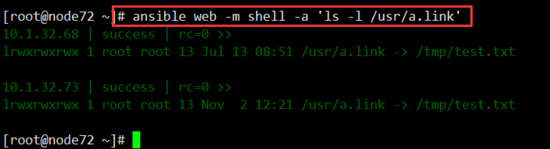 [root@node72 ~]# ansible web -m shell -a 'ls -l /usr/a.link'
10.1.32.68 | success | rc=0 >>
lrwxrwxrwx 1 root root 13 Jul 13 08:51 /usr/a.link -> /tmp/test.txt
10.1.32.73 | success | rc=0 >>
lrwxrwxrwx 1 root root 13 Nov  2 12:21 /usr/a.link -> /tmp/test.txt
[root@node72 ~]#